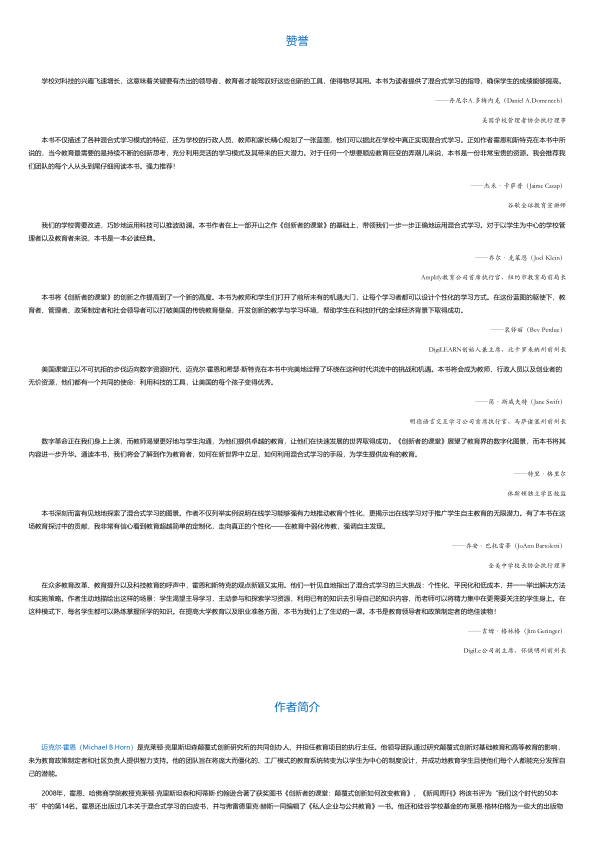 赞誉
学校对科技的兴趣飞速增长，这意味着关键要有杰出的领导者、教育者才能驾驭好这些创新的工具，使得物尽其用。本书为读者提供了混合式学习的指导，确保学生的成绩能够提高。
——丹尼尔A.多梅内克（Daniel A.Domenech）
美国学校管理者协会执行理事
本书不仅描述了各种混合式学习模式的特征，还为学校的行政人员、教师和家长精心规划了一张蓝图，他们可以据此在学校中真正实现混合式学习。正如作者霍恩和斯特克在本书中所
说的，当今教育最需要的是持续不断的创新思考，充分利用灵活的学习模式及其带来的巨大潜力。对于任何一个想要顺应教育巨变的弄潮儿来说，本书是一份非常宝贵的资源。我会推荐我
们团队的每个人从头到尾仔细阅读本书。强力推荐！
——杰米·卡萨普（Jaime Casap）
谷歌全球教育宣讲师
我们的学校需要改进，巧妙地运用科技可以推波助澜。本书作者在上一部开山之作《创新者的课堂》的基础上，带领我们一步一步正确地运用混合式学习。对于以学生为中心的学校管
理者以及教育者来说，本书是一本必读经典。
——乔尔·克莱恩（Joel Klein）
Amplify教育公司首席执行官，纽约市教育局前局长
本书将《创新者的课堂》的创新之作提高到了一个新的高度。本书为教师和学生们打开了前所未有的机遇大门，让每个学习者都可以设计个性化的学习方式。在这份蓝图的驱使下，教
育者、管理者、政策制定者和社会领导者可以打破美国的传统教育壁垒，开发创新的教学与学习环境，帮助学生在科技时代的全球经济背景下取得成功。
——裴铎丽（Bev Perdue）
DigiLEARN创始人兼主席，北卡罗来纳州前州长
美国课堂正以不可抗拒的步伐迈向数字资源时代，迈克尔·霍恩和希瑟·斯特克在本书中完美地诠释了环绕在这种时代洪流中的挑战和机遇。本书将会成为教师、行政人员以及创业者的
无价资源，他们都有一个共同的使命：利用科技的工具，让美国的每个孩子变得优秀。
——简·斯威夫特（Jane Swift）
明德语言交互学习公司首席执行官，马萨诸塞州前州长
数字革命正在我们身上上演，而教师渴望更好地与学生沟通，为他们提供卓越的教育，让他们在快速发展的世界取得成功。《创新者的课堂》展望了教育界的数字化图景，而本书将其
内容进一步升华。通读本书，我们将会了解到作为教育者，如何在新世界中立足，如何利用混合式学习的手段，为学生提供应有的教育。
——特里·格里尔
休斯顿独立学区校监
本书深刻而富有见地地探索了混合式学习的图景。作者不仅列举实例说明在线学习能够强有力地推动教育个性化，更揭示出在线学习对于推广学生自主教育的无限潜力。有了本书在这
场教育探讨中的贡献，我非常有信心看到教育超越简单的定制化，走向真正的个性化——在教育中弱化传教，强调自主发现。
——乔安·巴托雷蒂（JoAnn Bartoletti）
全美中学校长协会执行理事
在众多教育改革、教育提升以及科技教育的呼声中，霍恩和斯特克的观点新颖又实用。他们一针见血地指出了混合式学习的三大挑战：个性化、平民化和低成本，并一一举出解决方法
和实施策略。作者生动地描绘出这样的场景：学生渴望主导学习，主动参与和探索学习资源，利用已有的知识去引导自己的知识内容，而老师可以将精力集中在更需要关注的学生身上。在
这种模式下，每名学生都可以熟练掌握所学的知识。在提高大学教育以及职业准备方面，本书为我们上了生动的一课。本书是教育领导者和政策制定者的绝佳读物！
——吉姆·格林格（Jim Geringer）
DigiLe公司副主席，怀俄明州前州长
作者简介
迈克尔·霍恩（Michael B.Horn）是克莱顿·克里斯坦森颠覆式创新研究所的共同创办人，并担任教育项目的执行主任。他领导团队通过研究颠覆式创新对基础教育和高等教育的影响，
来为教育政策制定者和社区负责人提供智力支持。他的团队旨在将庞大而僵化的、工厂模式的教育系统转变为以学生为中心的制度设计，并成功地教育学生且使他们每个人都能充分发挥自
己的潜能。
2008年，霍恩、哈佛商学院教授克莱顿·克里斯坦森和柯蒂斯·约翰逊合著了获奖图书《创新者的课堂：颠覆式创新如何改变教育》，《新闻周刊》将该书评为“我们这个时代的50本
书”中的第14名。霍恩还出版过几本关于混合式学习的白皮书，并与弗雷德里克·赫斯一同编辑了《私人企业与公共教育》一书。他还和硅谷学校基金的布莱恩·格林伯格为一些大的出版物